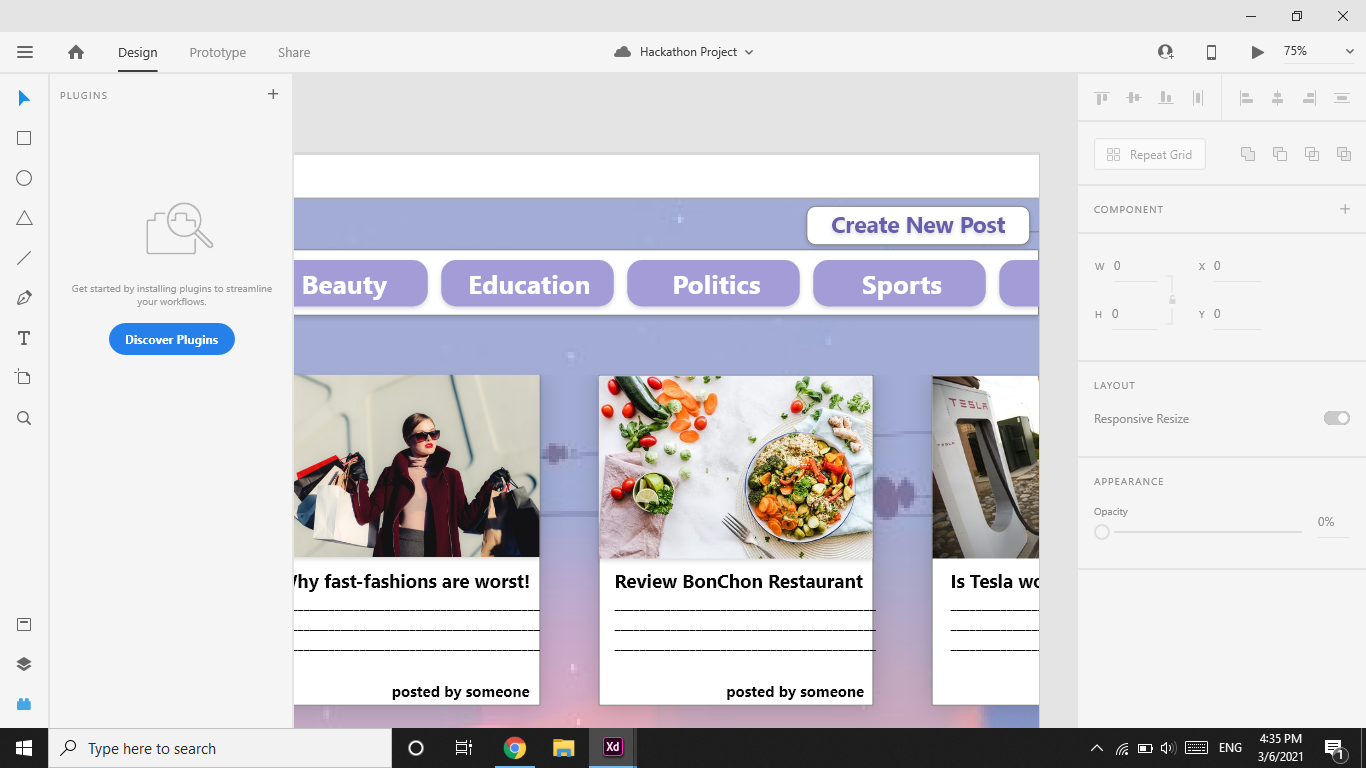 Design
Prototype
Share
Hackathon Project
75%
PLUGINS
Get started by installing plugins to streamline
your workflows.
Discover Plugins
Create New Post
Beauty
Education
Politics
Sports
TESLA
TESLA
hy fast-fashions are worst!
posted by someone
Review BonChon Restaurant
posted by someone
Is Tesla wo
Repeat Grid
COMPONENT
W 0
X 0
H 0
Y 0
LAYOUT
Responsive Resize
APPEARANCE
Opacity
0%
Type here to search
Xd
ENG
4:35 PM
3/6/2021
1